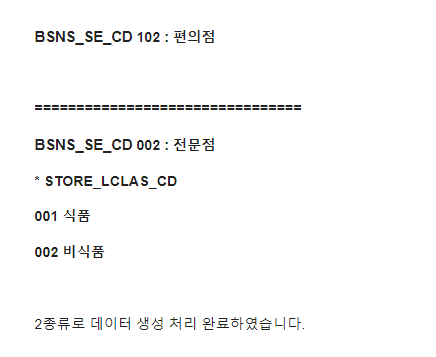 BSNS_SE_CD 102 : 편의점
================================
BSNS_SE_CD 002 : 전문점
* STORE_LCLAS_CD
001 식품
002 비식품
2종류로 데이터 생성 처리 완료하였습니다.